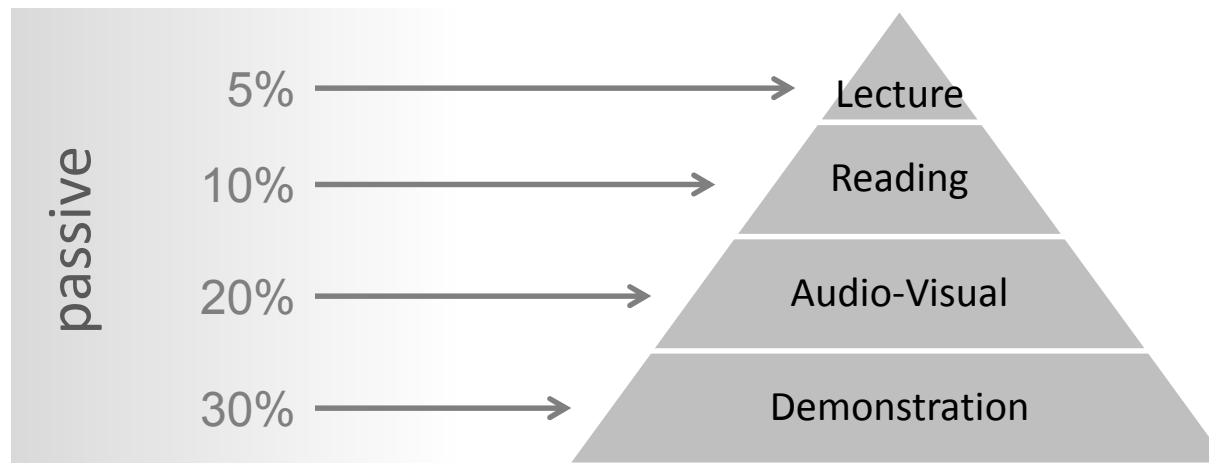 passive
5%
Lecture
10%
Reading
20%
Audio-Visual
30%
Demonstration